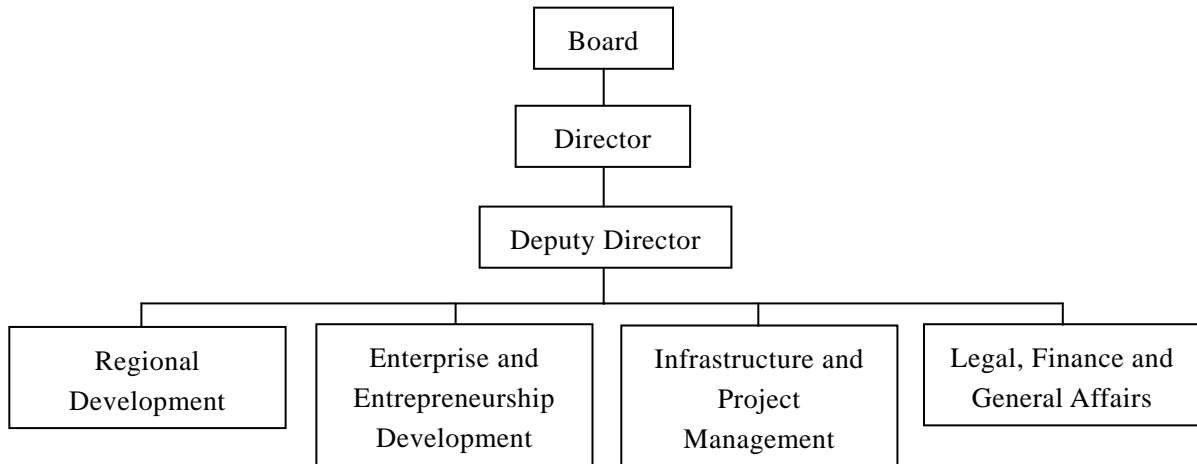 Board
Director
Deputy Director
Regional
Development
Enterprise and
Entrepreneurship
Development
Infrastructure and
Project
Management
Legal, Finance and
General Affairs